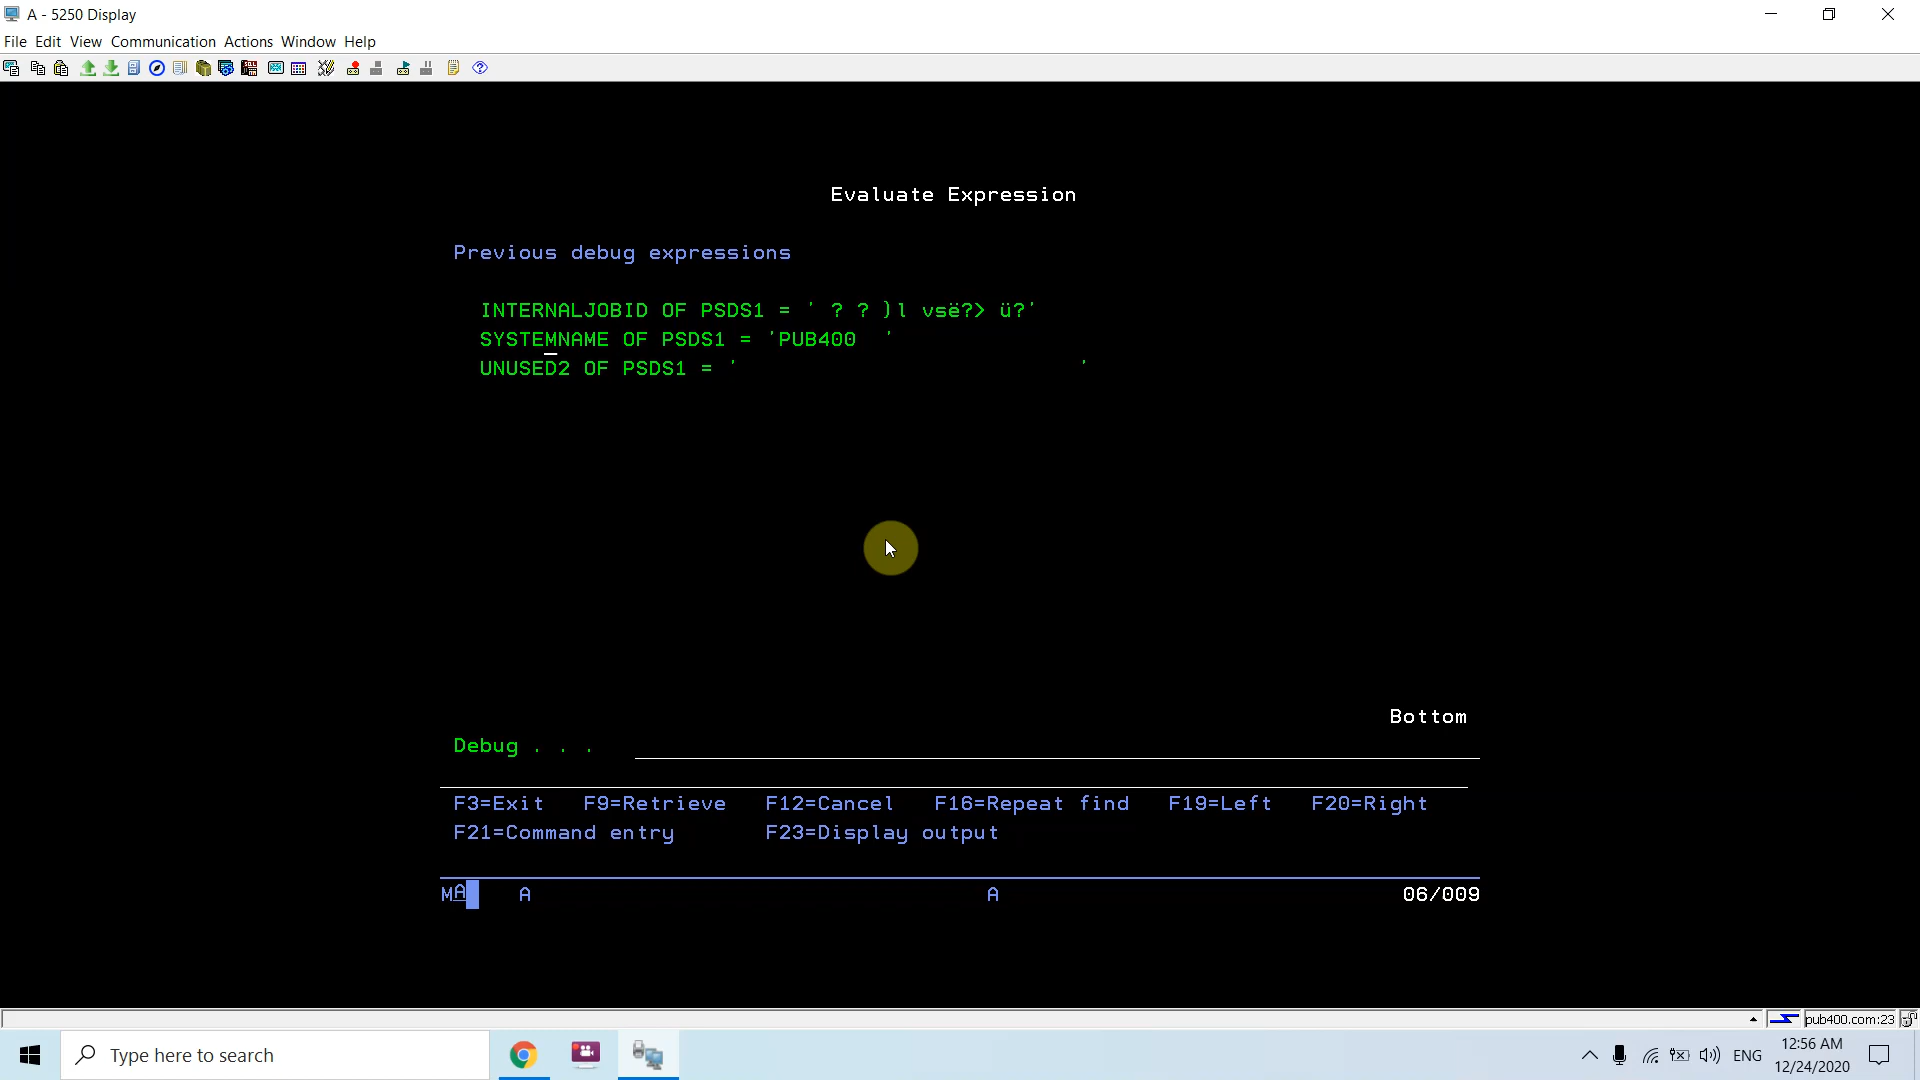 A - 5250 Display
File Edit View Communication Actions Window Help
Evaluate Expression
Previous debug expressions
INTERNALJOBID OF PSDS1 = ' ? ? )l vsë?> ü?'
SYSTEMNAME OF PSDS1 = 'PUB400  '
UNUSED2 OF PSDS1 = '                          '
Bottom
Debug . . .
F3=Exit F9=Retrieve F12=Cancel F16=Repeat find F19=Left F20=Right
F21=Command entry F23=Display output
MA A A 06/009
pub400.com:23
Type here to search
ENG
12:56 AM
12/24/2020